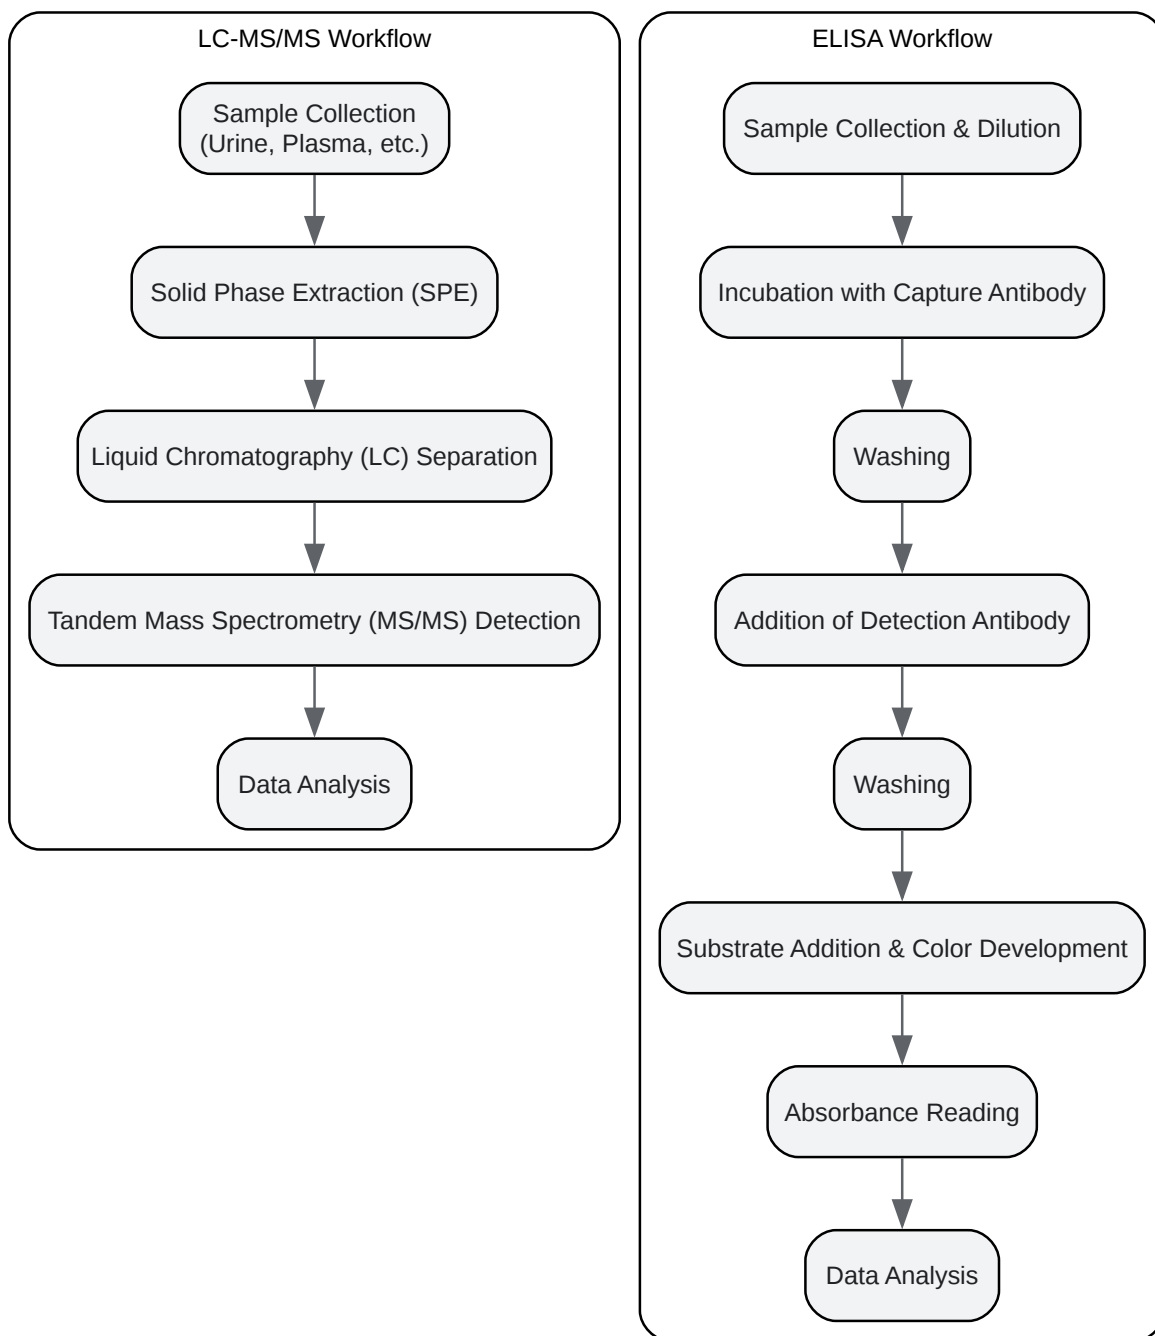 LC-MS/MS Workflow
Sample Collection
(Urine, Plasma, etc.)
Solid Phase Extraction (SPE)
Liquid Chromatography (LC) Separation
Tandem Mass Spectrometry (MS/MS) Detection
Data Analysis
ELISA Workflow
Sample Collection & Dilution
Incubation with Capture Antibody
Washing
Addition of Detection Antibody
Washing
Substrate Addition & Color Development
Absorbance Reading
Data Analysis